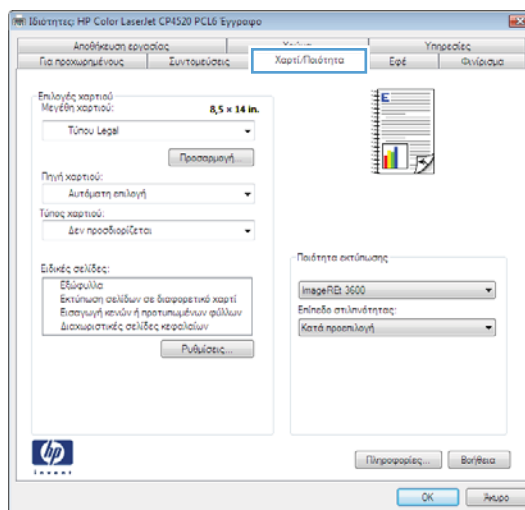 Ιδιότητες: HP Color LaserJet CP4520 PCL6 Έγγραφο
Αποθήκευση εργασίας
Υπηρεσίες
Για προχωρημένους
Συντομεύσεις
Χαρτί/Ποιότητα
Εφέ
Φινίρισμα
Επιλογές χαρτιού
Μεγέθη χαρτιού:
8,5 × 14 in.
Τύπου Legal
Προσαρμογή...
Πηγή χαρτιού:
Αυτόματη επιλογή
Τύπος χαρτιού:
Δεν προσδιορίζεται
Ειδικές σελίδες:
Εξώφυλλα
Εκτύπωση σελίδων σε διαφορετικό χαρτί
Εισαγωγή κενών ή προτυπωμένων φύλλων
Διαχωριστικές σελίδες κεφαλαίων
Ρυθμίσεις...
E
Ποιότητα εκτύπωσης
ImageREt 3600
Επίπεδο στιλπνότητας:
Κατά προεπιλογή
hp
invent
Πληροφορίες...
Βοήθεια
OK
Άκυρο